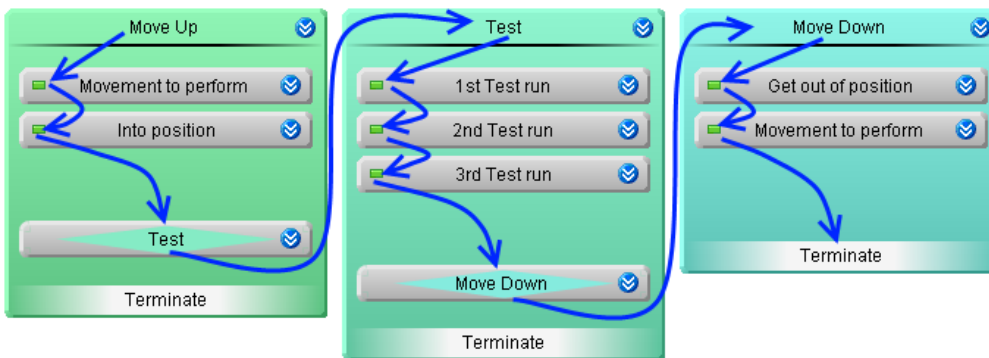 Move Up
Movement to perform
Into position
Test
Terminate
Test
1st Test run
2nd Test run
3rd Test run
Move Down
Terminate
Move Down
Get out of position
Movement to perform
Terminate